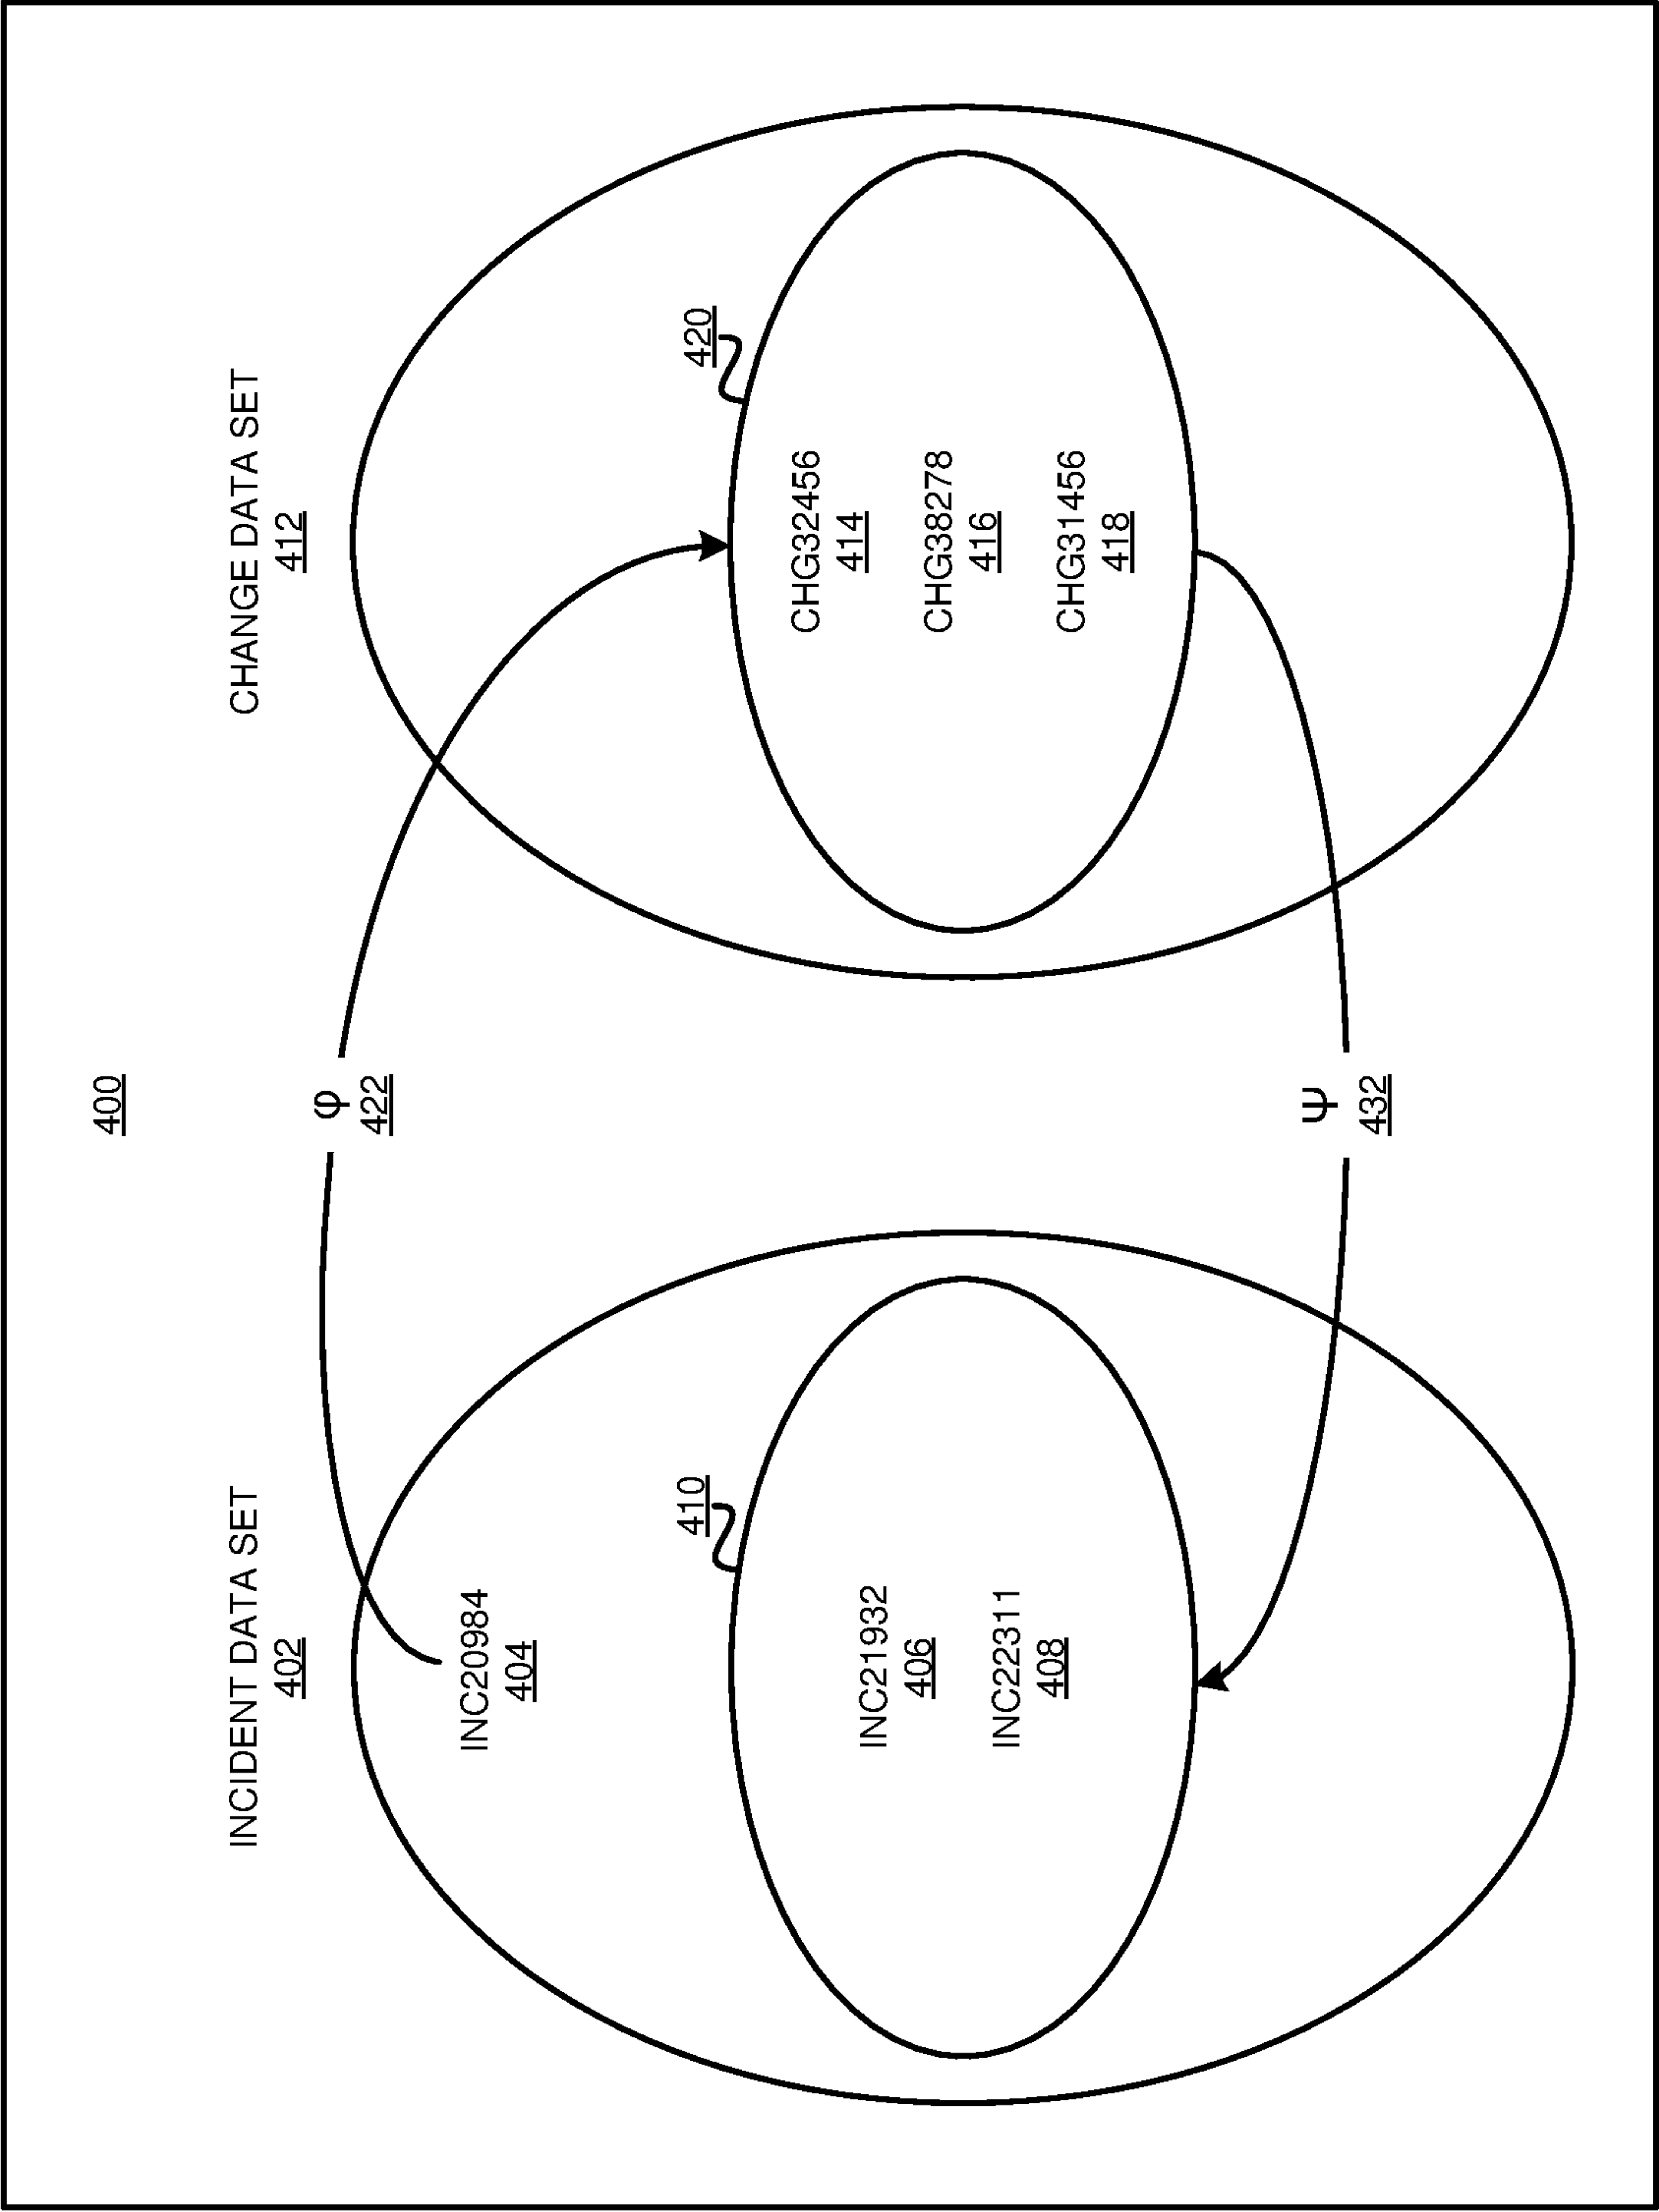 400
INCIDENT DATA SET
402
CHANGE DATA SET
412
φ
422
INC20984
404
410
INC21932
406
INC22311
408
420
CHG32456
414
CHG38278
416
CHG31456
418
ψ
432